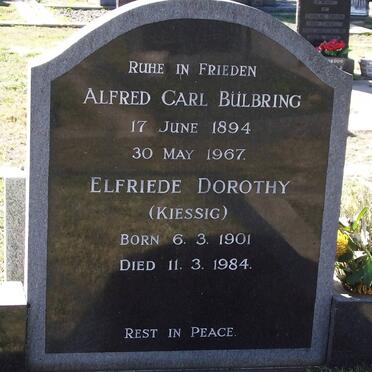 RUHE IN FRIEDEN
ALFRED CARL BÜLBRING
17 JUNE 1894
30 MAY 1967.
ELFRIEDE DOROTHY
(KIESSIG)
BORN 6. 3. 1901
DIED 11. 3. 1984.
REST IN PEACE.